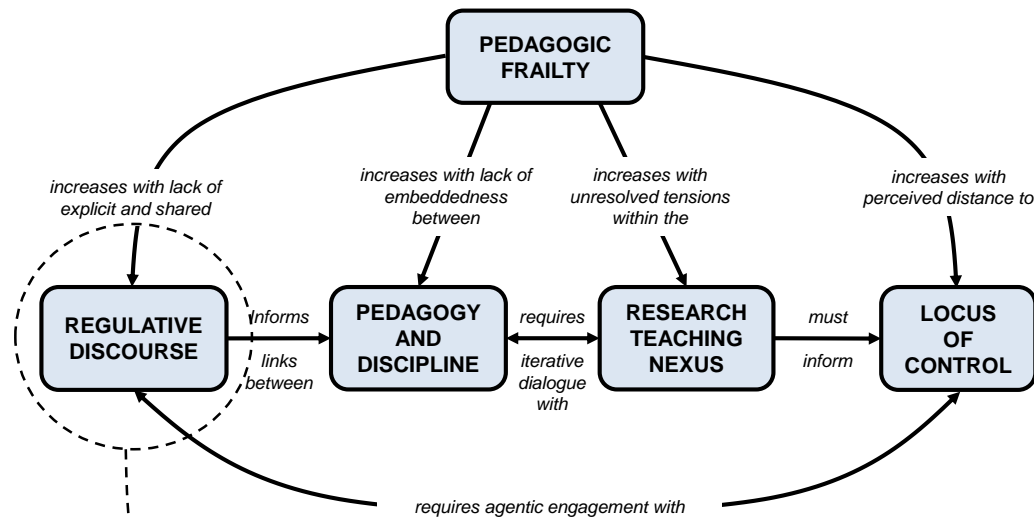 PEDAGOGIC
FRAILTY
increases with lack of
explicit and shared
increases with lack of
embeddedness
between
increases with
unresolved tensions
within the
increases with
perceived distance to
REGULATIVE
DISCOURSE
Informs
links
between
PEDAGOGY
AND
DISCIPLINE
requires
iterative
dialogue
with
RESEARCH
TEACHING
NEXUS
must
inform
LOCUS
OF
CONTROL
requires agentic engagement with